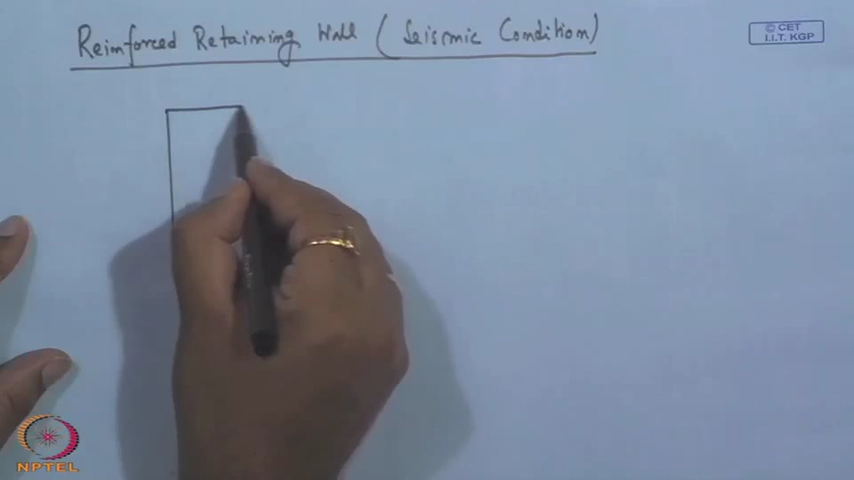 Reinforced Retaining Wall (Seismic Condition)
© CET
I.I.T. KGP
NPTEL